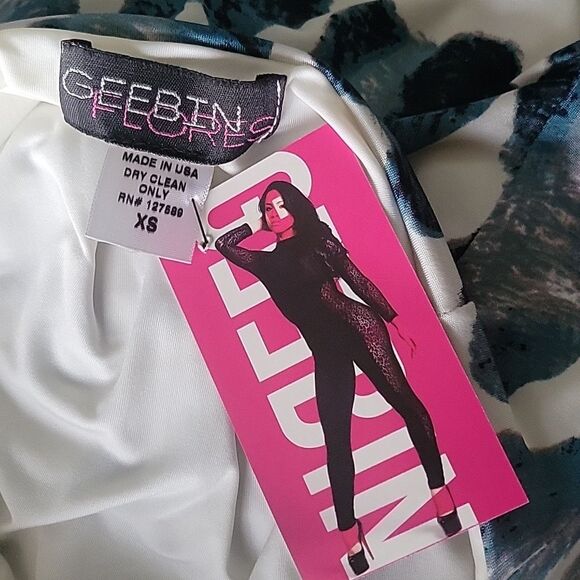 GEEBIN
FLORES
MADE IN USA
DRY CLEAN
ONLY
RN#
XS